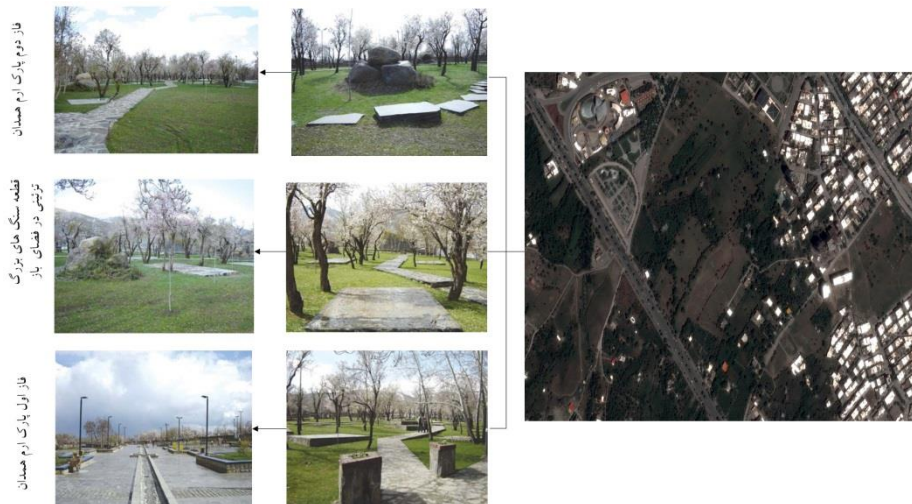 فاز دوم پارک ارم همدان
قطعه سنگ های بزرگ
تزئینی در فضای باز
فاز اول پارک ارم همدان